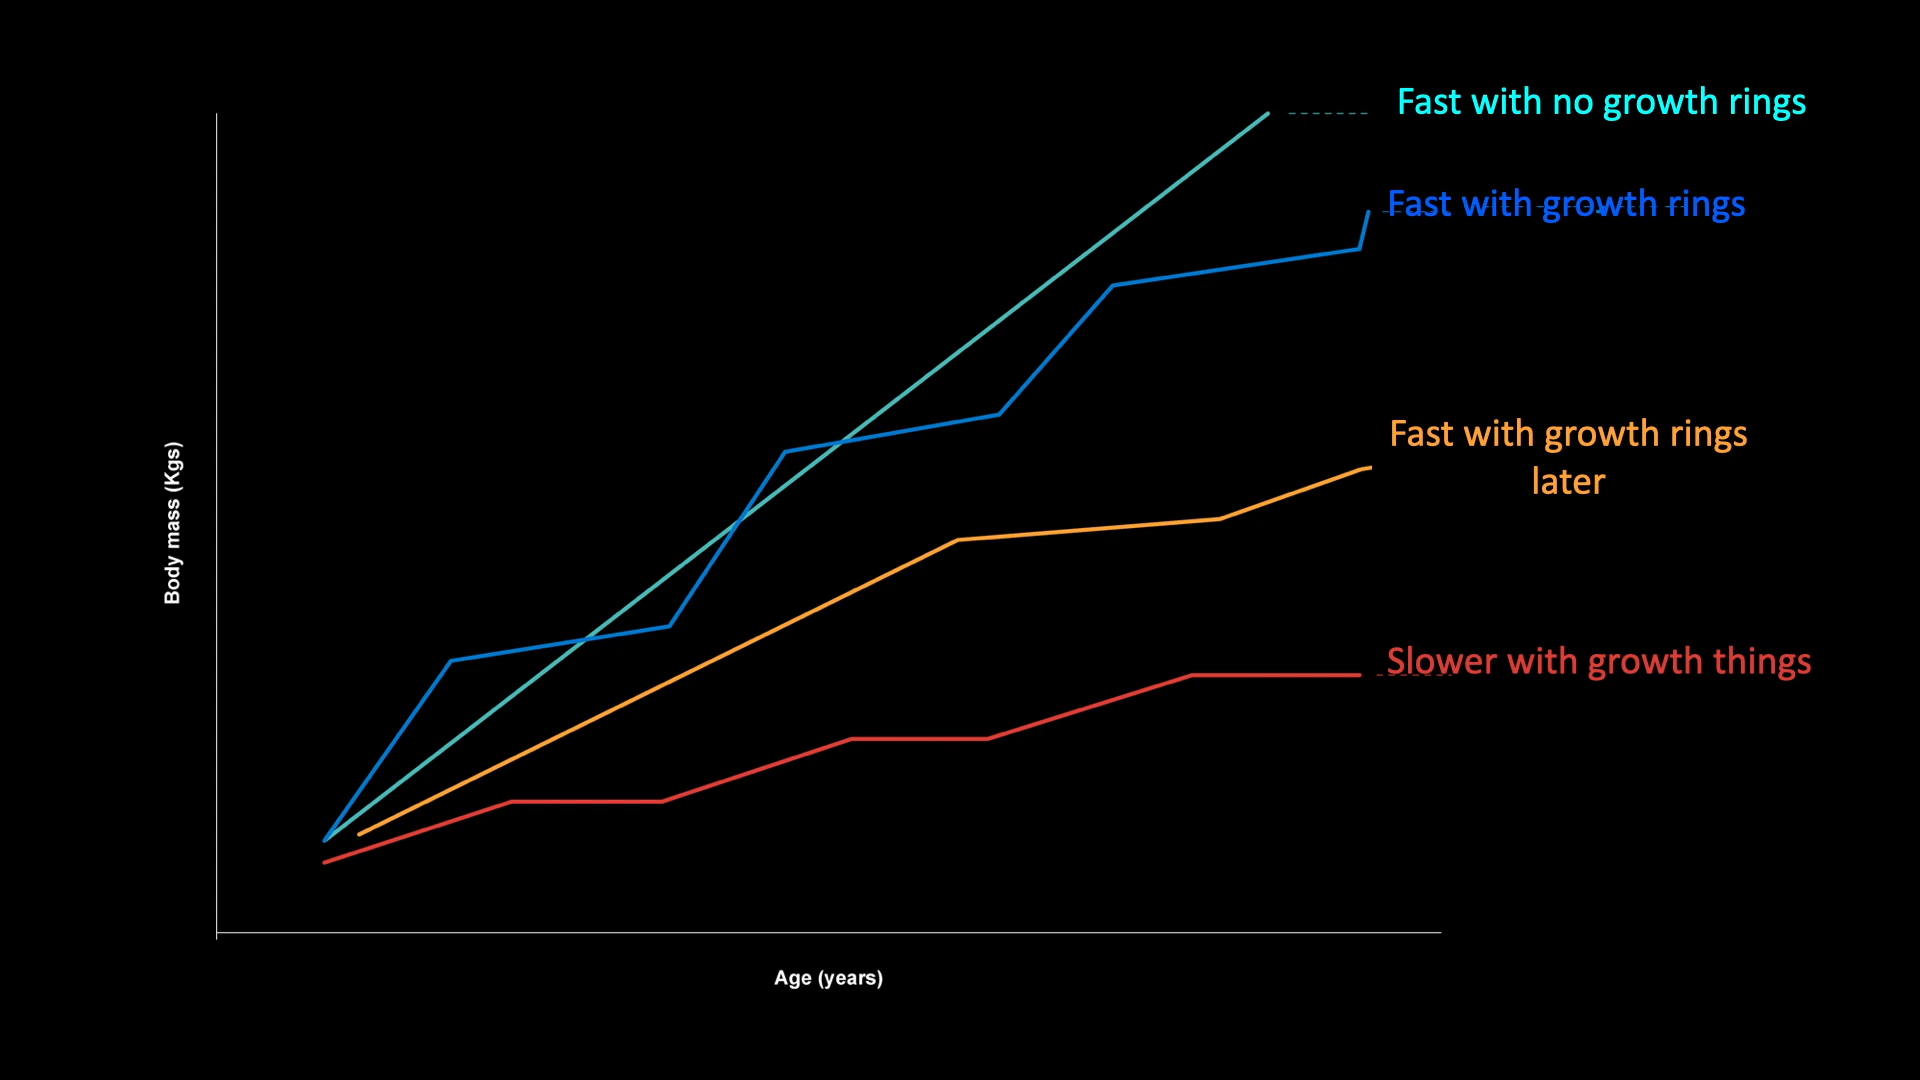 Fast with no growth rings
Fast with growth rings
Fast with growth rings
later
Slower with growth things
Body mass (Kgs)
Age (years)